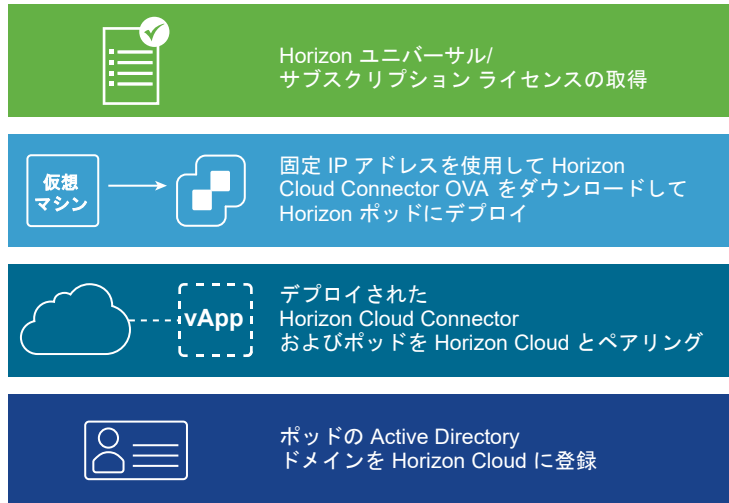 Horizon ユニバーサル/
サブスクリプション ライセンスの取得
仮想
マシン
固定 IP アドレスを使用して Horizon
Cloud Connector OVA をダウンロードして
Horizon ポッドにデプロイ
vApp
デプロイされた
Horizon Cloud Connector
およびポッドを Horizon Cloud とペアリング
ポッドの Active Directory
ドメインを Horizon Cloud に登録